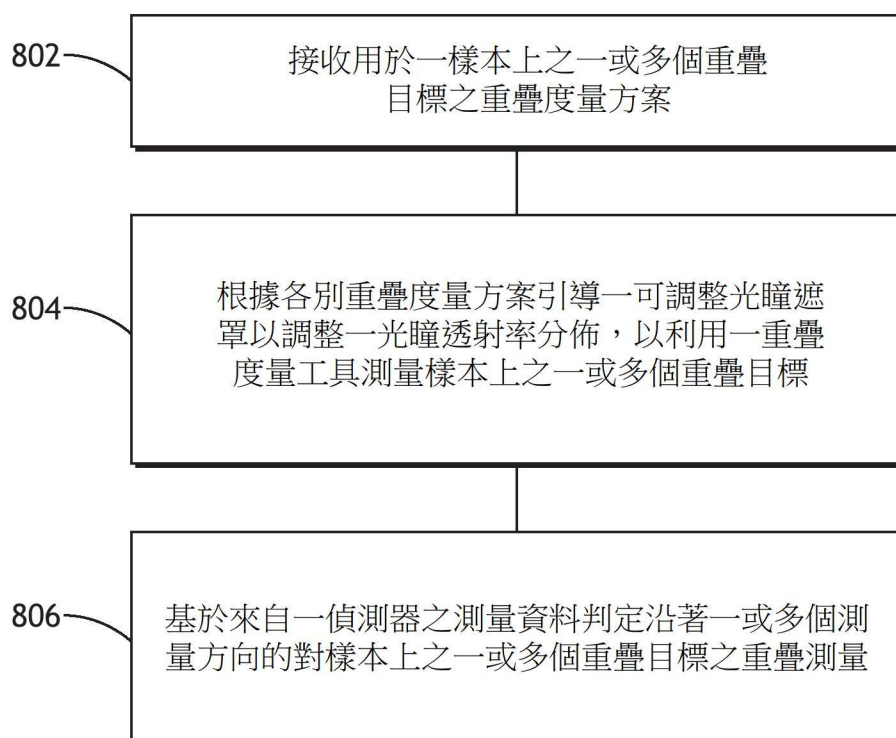 802
接收用於一樣本上之一或多個重疊
目標之重疊度量方案
804
根據各別重疊度量方案引導一可調整光瞳遮
罩以調整一光瞳透射率分佈，以利用一重疊
度量工具測量樣本上之一或多個重疊目標
806
基於來自一偵測器之測量資料判定沿著一或多個測
量方向的對樣本上之一或多個重疊目標之重疊測量